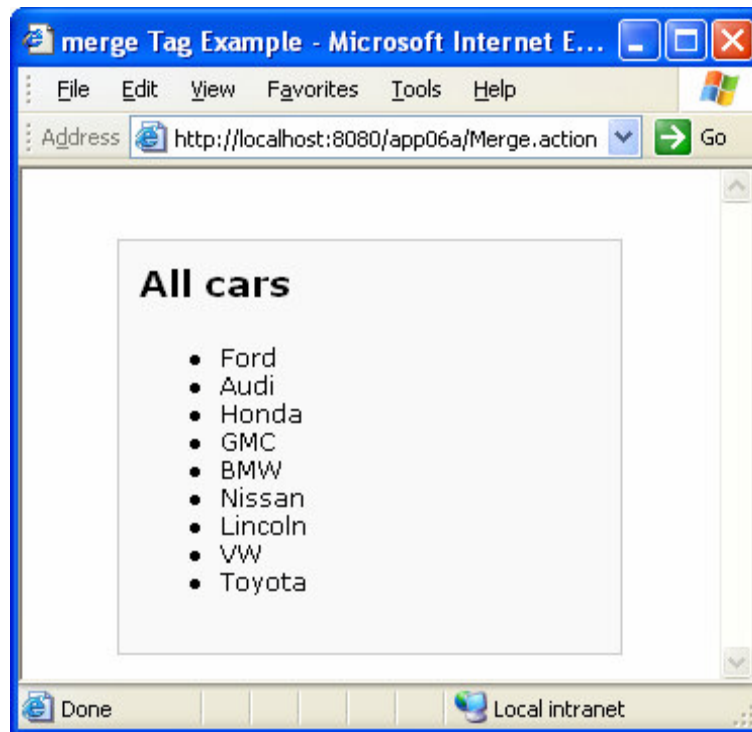 merge Tag Example - Microsoft Internet E...
File Edit View Favorites Tools Help
Address http://localhost:8080/app06a/Merge.action Go
All cars
• Ford
• Audi
• Honda
• GMC
• BMW
• Nissan
• Lincoln
• VW
• Toyota
Done Local intranet